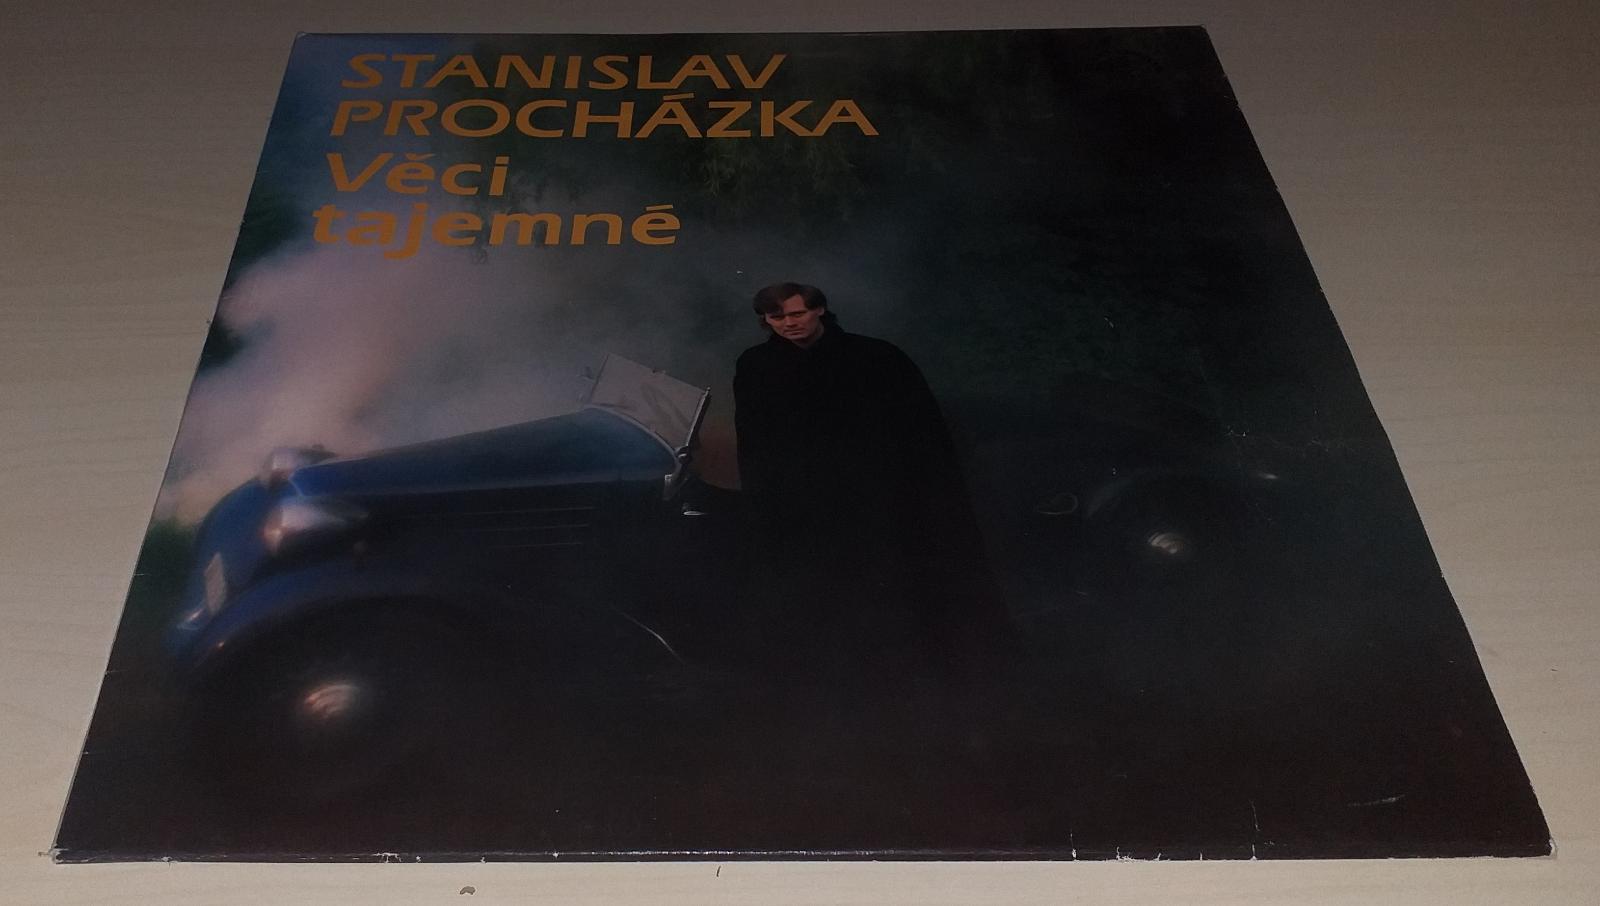 STANISLAV
PROCHÁZKA
Věci
tajemné